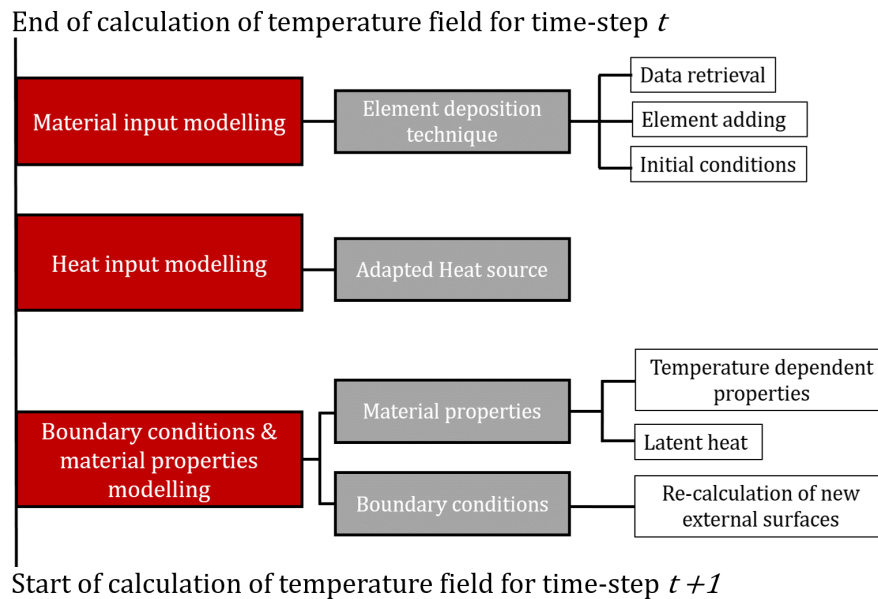 End of calculation of temperature field for time-step t
Material input modelling
Element deposition
technique
Data retrieval
Element adding
Initial conditions
Heat input modelling
Adapted Heat source
Boundary conditions &
material properties
modelling
Material properties
Temperature dependent
properties
Latent heat
Boundary conditions
Re-calculation of new
external surfaces
Start of calculation of temperature field for time-step t+1